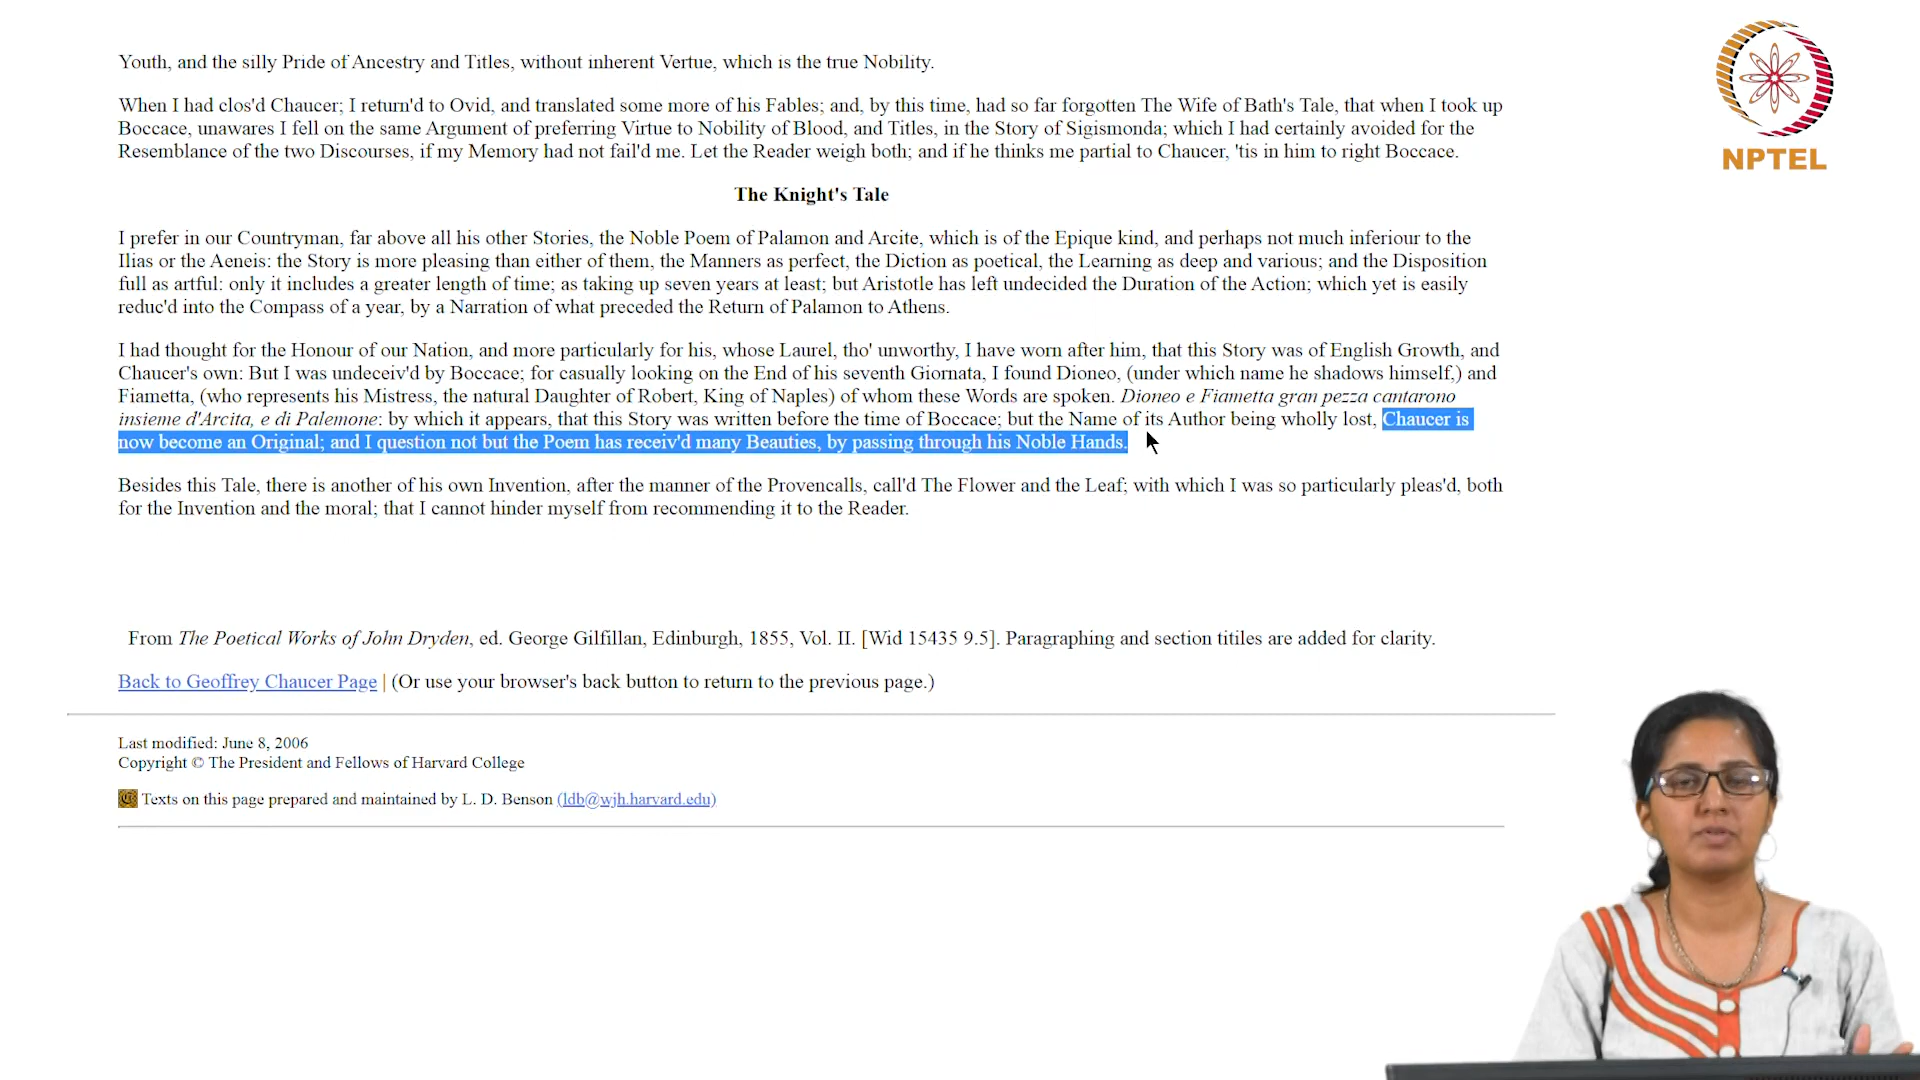 Youth, and the silly Pride of Ancestry and Titles, without inherent Vertue, which is the true Nobility.
When I had clos'd Chaucer; I return'd to Ovid, and translated some more of his Fables; and, by this time, had so far forgotten The Wife of Bath's Tale, that when I took up
Boccace, unawares I fell on the same Argument of preferring Virtue to Nobility of Blood, and Titles, in the Story of Sigismonda; which I had certainly avoided for the
Resemblance of the two Discourses, if my Memory had not fail'd me. Let the Reader weigh both; and if he thinks me partial to Chaucer, 'tis in him to right Boccace.
The Knight's Tale
I prefer in our Countryman, far above all his other Stories, the Noble Poem of Palamon and Arcite, which is of the Epique kind, and perhaps not much inferiour to the
Ilias or the Aeneis: the Story is more pleasing than either of them, the Manners as perfect, the Diction as poetical, the Learning as deep and various; and the Disposition
full as artful: only it includes a greater length of time; as taking up seven years at least; but Aristotle has left undecided the Duration of the Action; which yet is easily
reduc'd into the Compass of a year, by a Narration of what preceded the Return of Palamon to Athens.
I had thought for the Honour of our Nation, and more particularly for his, whose Laurel, tho' unworthy, I have worn after him, that this Story was of English Growth, and
Chaucer's own: But I was undeceiv'd by Boccace; for casually looking on the End of his seventh Giornata, I found Dioneo, (under which name he shadows himself,) and
Fiametta, (who represents his Mistress, the natural Daughter of Robert, King of Naples) of whom these Words are spoken. Dioneo e Fiametta gran pezza cantarono
insieme d'Arcita, e di Palemone: by which it appears, that this Story was written before the time of Boccace; but the Name of its Author being wholly lost, Chaucer is
now become an Original; and I question not but the Poem has receiv'd many Beauties, by passing through his Noble Hands.
Besides this Tale, there is another of his own Invention, after the manner of the Provencalls, call'd The Flower and the Leaf; with which I was so particularly pleas'd, both
for the Invention and the moral; that I cannot hinder myself from recommending it to the Reader.
From The Poetical Works of John Dryden, ed. George Gilfillan, Edinburgh, 1855, Vol. II. [Wid 15435 9.5]. Paragraphing and section titiles are added for clarity.
Back to Geoffrey Chaucer Page | (Or use your browser's back button to return to the previous page.)
Last modified: June 8, 2006
Copyright © The President and Fellows of Harvard College
Texts on this page prepared and maintained by L. D. Benson (ldb@wjh.harvard.edu)
NPTEL